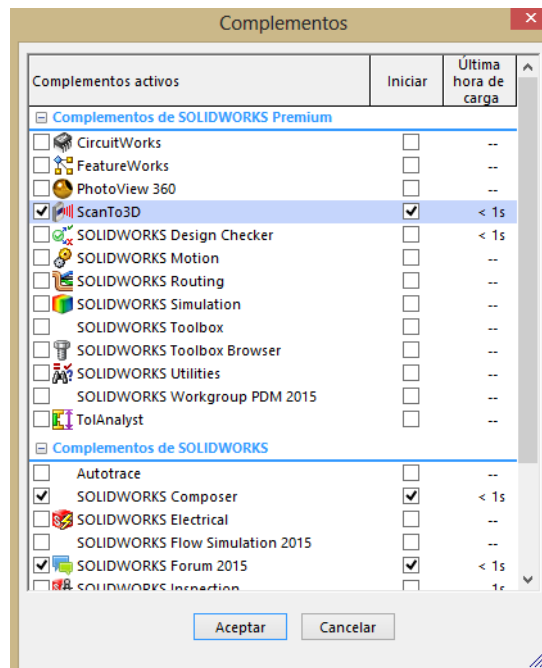 Complementos
Complementos activos Iniciar Última hora de carga
Complementos de SOLIDWORKS Premium
CircuitWorks --
FeatureWorks --
PhotoView 360 --
ScanTo3D < 1s
SOLIDWORKS Design Checker < 1s
SOLIDWORKS Motion --
SOLIDWORKS Routing --
SOLIDWORKS Simulation --
SOLIDWORKS Toolbox --
SOLIDWORKS Toolbox Browser --
SOLIDWORKS Utilities --
SOLIDWORKS Workgroup PDM 2015 --
TolAnalyst --
Complementos de SOLIDWORKS
Autotrace --
SOLIDWORKS Composer < 1s
SOLIDWORKS Electrical --
SOLIDWORKS Flow Simulation 2015 --
SOLIDWORKS Forum 2015 < 1s
SOLIDWORKS Inspection 1s
Aceptar Cancelar